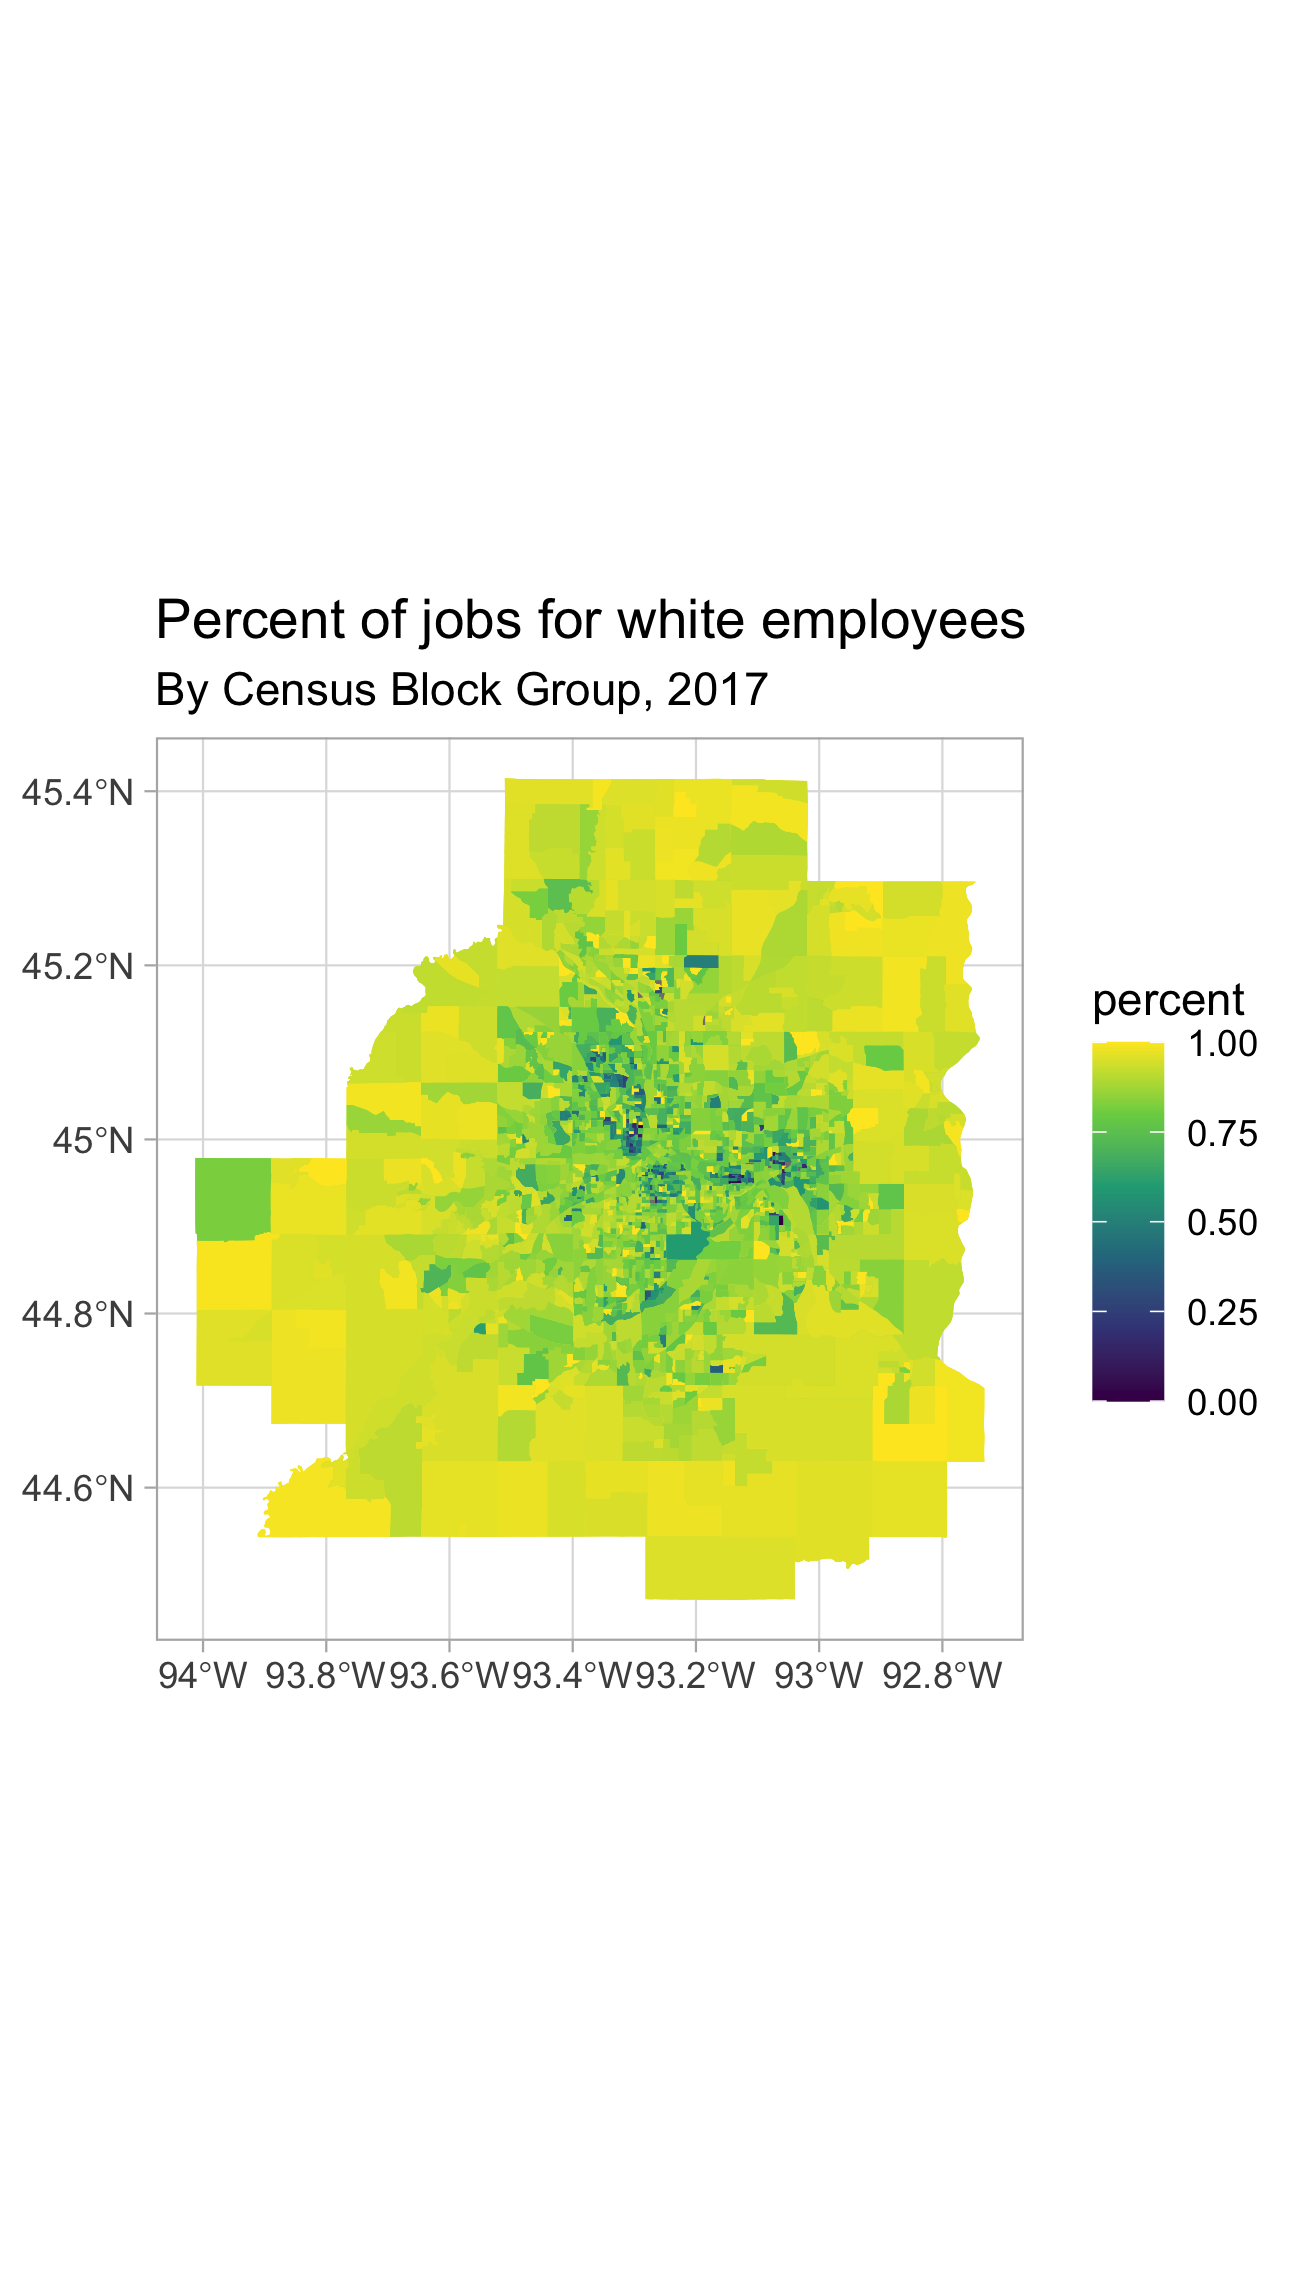 Percent of jobs for white employees
By Census Block Group, 2017
45.4°N
45.2°N
45°N
44.8°N
44.6°N
94°W 93.8°W 93.6°W 93.4°W 93.2°W 93°W 92.8°W
percent
1.00
0.75
0.50
0.25
0.00